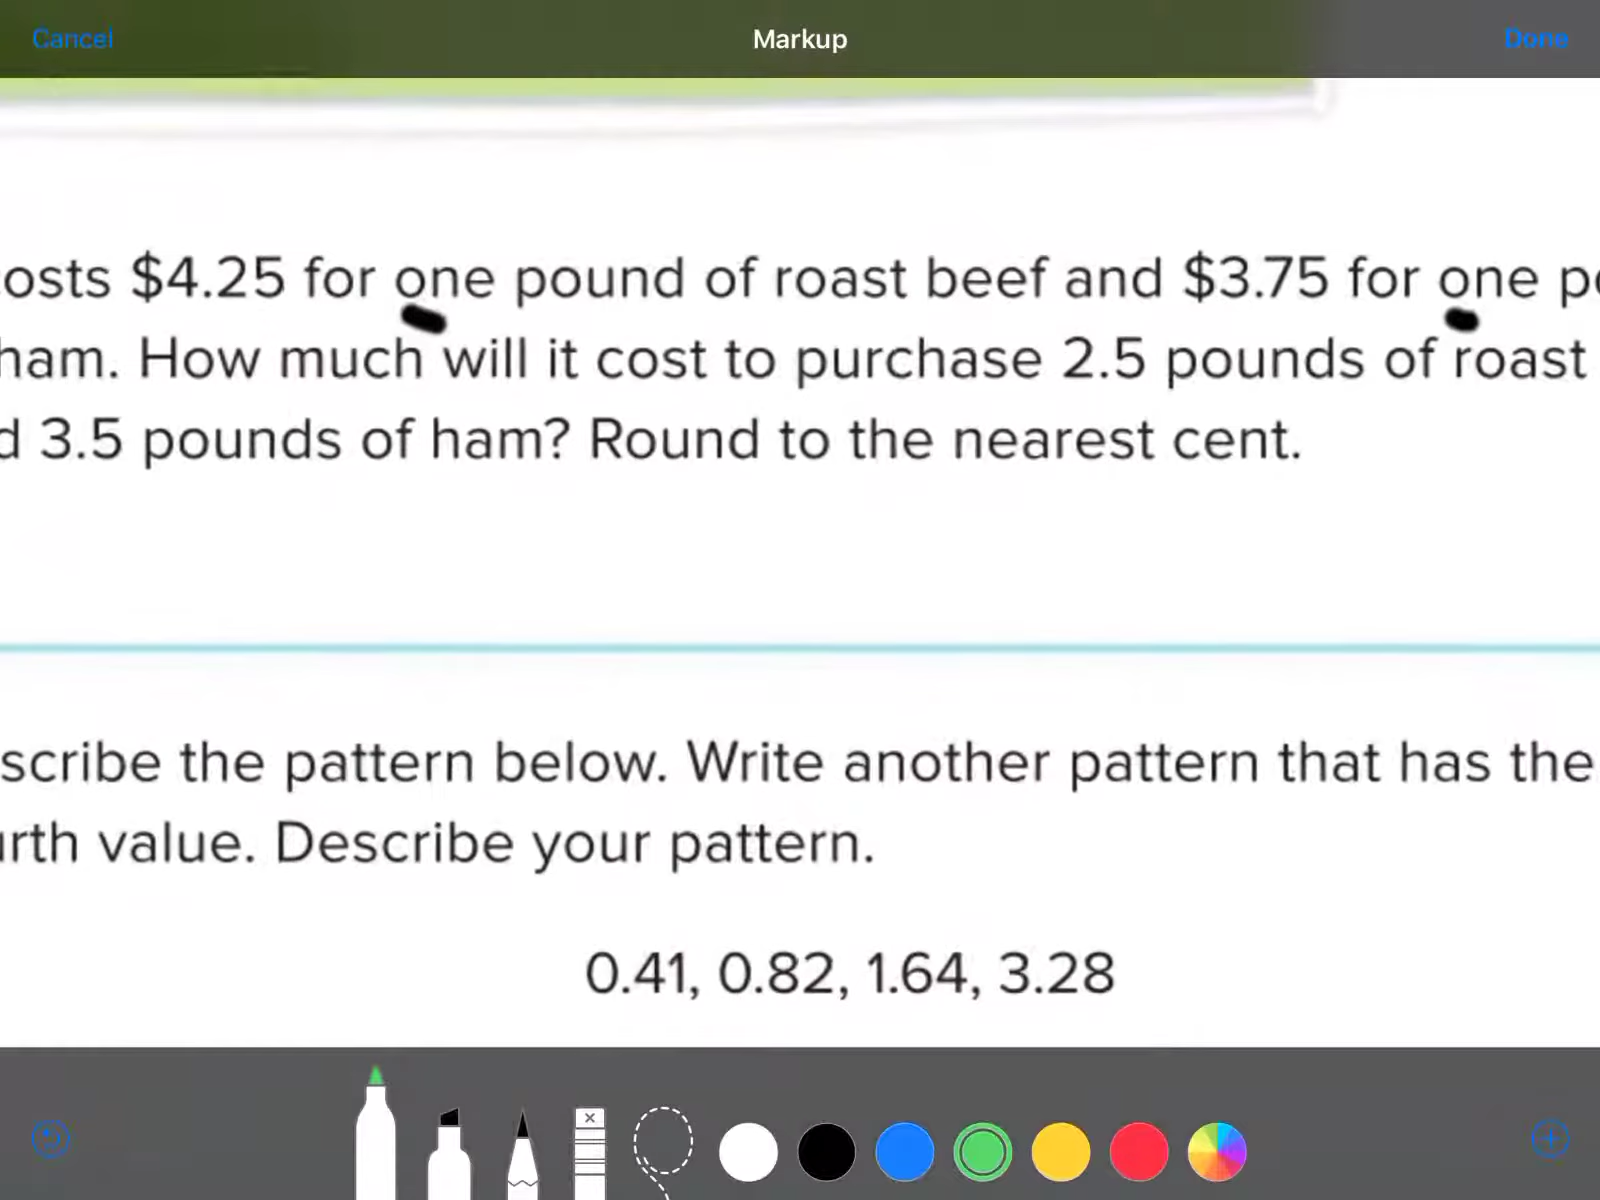 Cancel Markup Done
osts $4.25 for one pound of roast beef and $3.75 for one
ham. How much will it cost to purchase 2.5 pounds of roast
d 3.5 pounds of ham? Round to the nearest cent.
scribe the pattern below. Write another pattern that has the
rth value. Describe your pattern.
0.41, 0.82, 1.64, 3.28